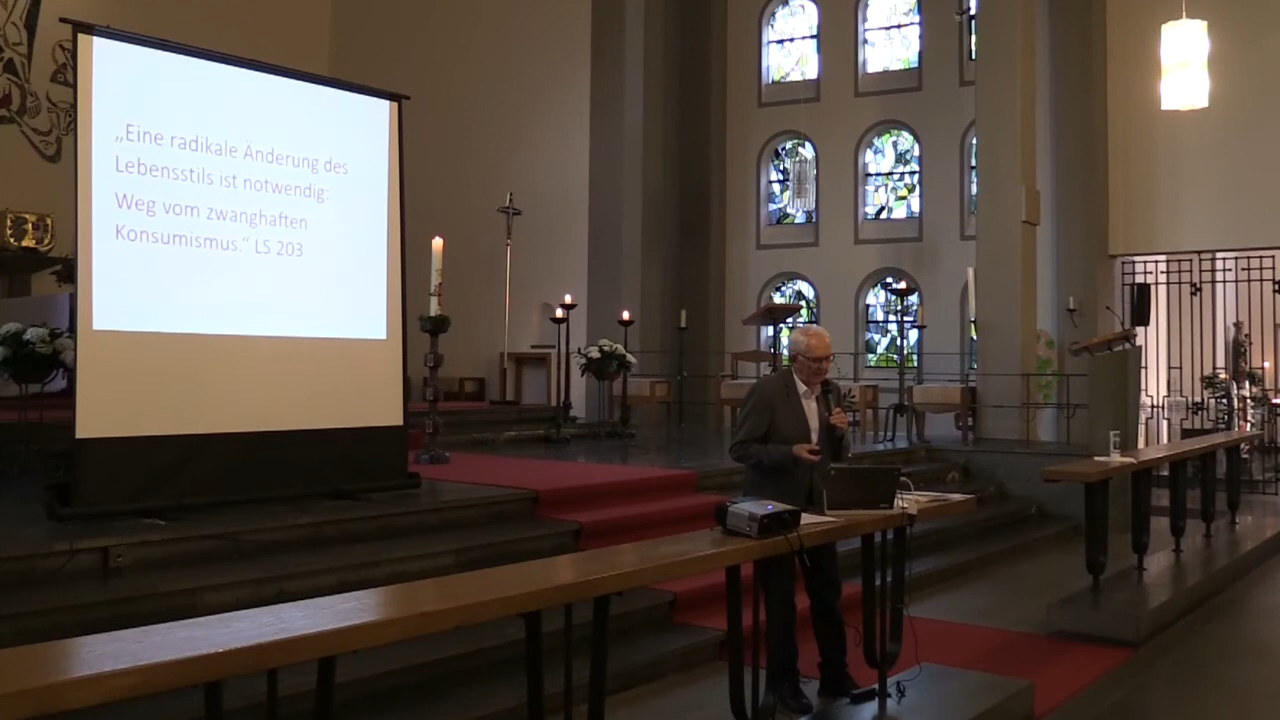 „Eine radikale Änderung des
Lebensstils ist notwendig:
Weg vom zwanghaften
Konsumismus.“ LS 203